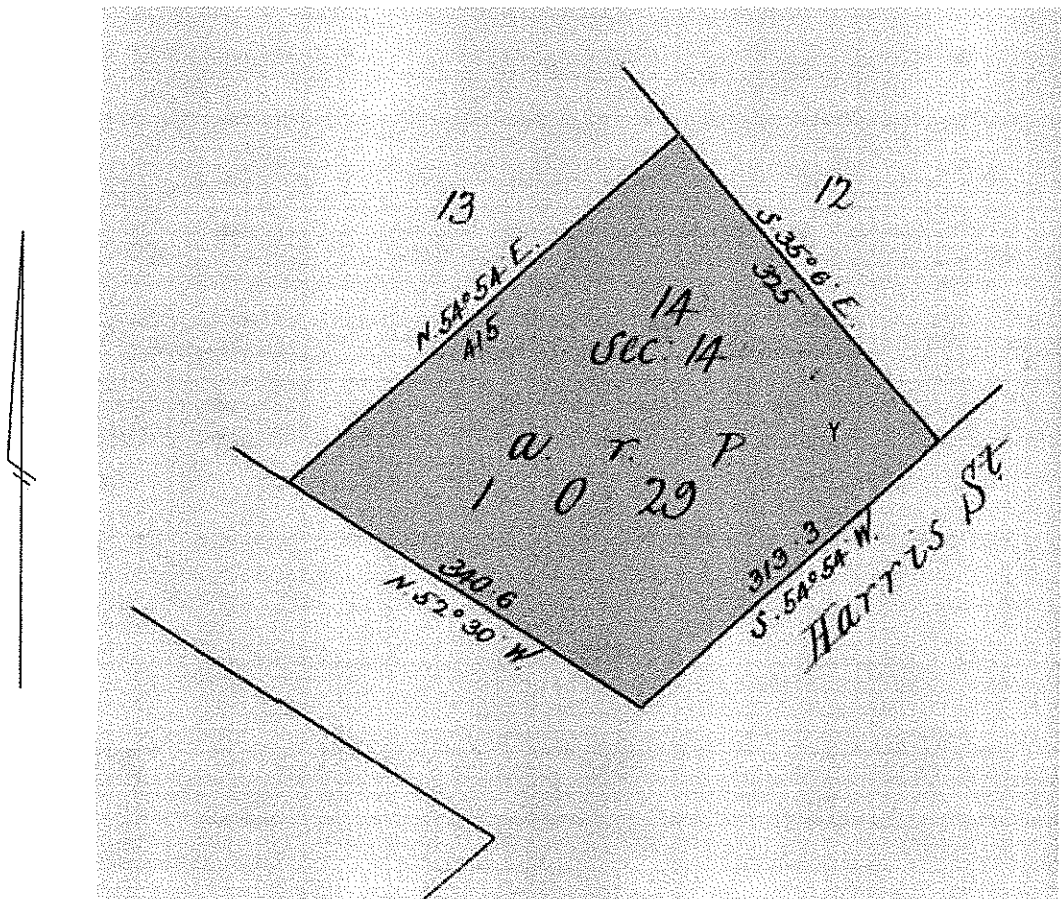 13
12
N. 54° 54' E.
415
S. 35° 6' E.
325
14
Sec. 14
a. r. P
1 0 29
340·6
N. 52° 30' W.
313·3
S. 54° 54' W.
Harris St
Y